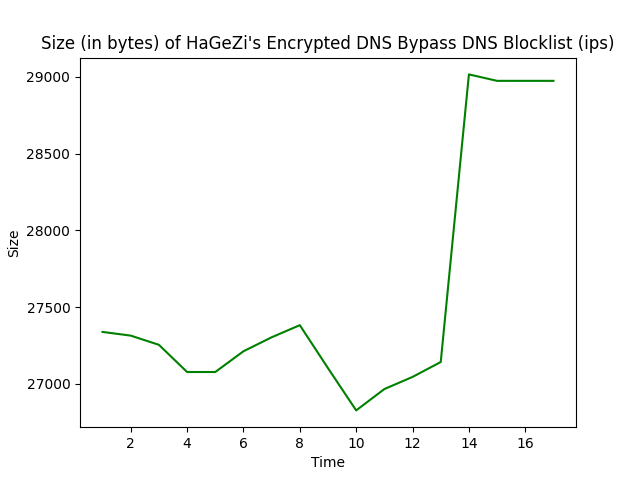 Size (in bytes) of HaGeZi's Encrypted DNS Bypass DNS Blocklist (ips)
29000
28500
28000
27500
27000
Size
2 4 6 8 10 12 14 16
Time